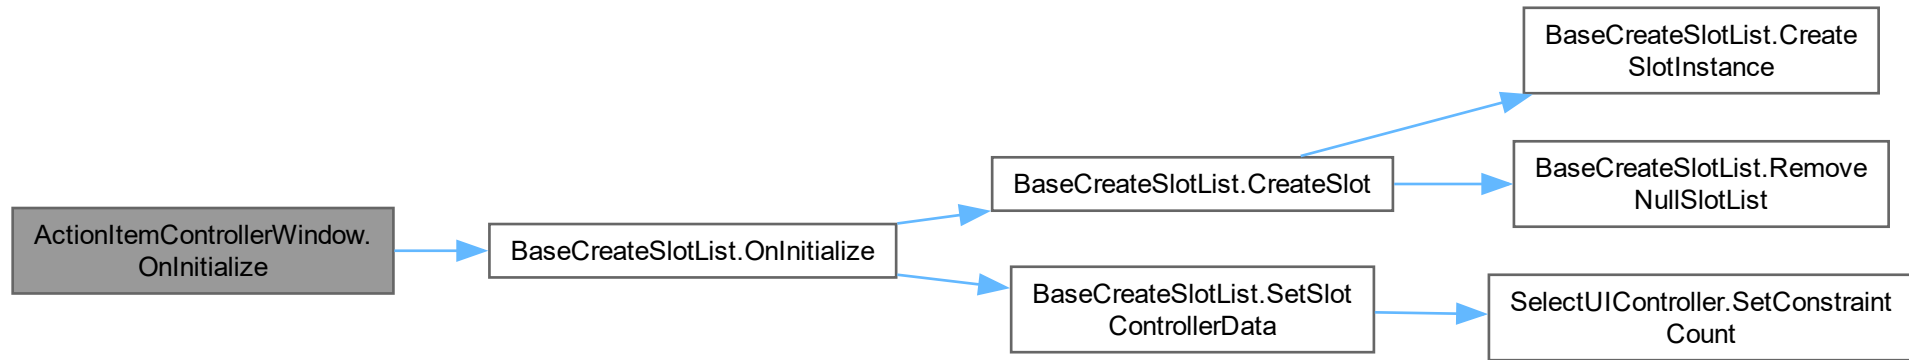 BaseCreateSlotList.Create
SlotInstance
BaseCreateSlotList.CreateSlot
BaseCreateSlotList.Remove
NullSlotList
ActionItemControllerWindow.
OnInitialize
BaseCreateSlotList.OnInitialize
BaseCreateSlotList.SetSlot
ControllerData
SelectUIController.SetConstraint
Count